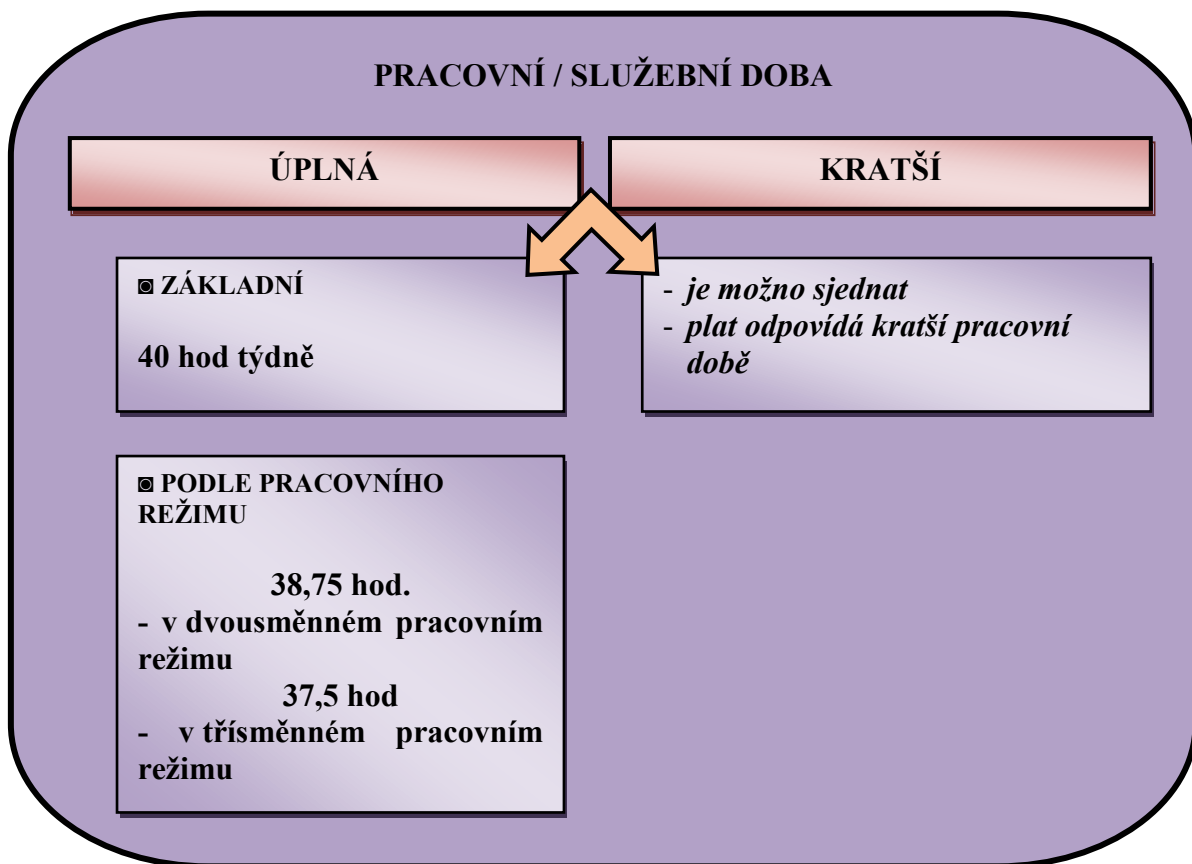 PRACOVNÍ / SLUŽEBNÍ DOBA
ÚPLNÁ
KRATŠÍ
◙ ZÁKLADNÍ
40 hod týdně
- je možno sjednat
- plat odpovídá kratší pracovní
době
◙ PODLE PRACOVNÍHO
REŽIMU
38,75 hod.
- v dvousměnném pracovním
režimu
37,5 hod
- v třísměnném pracovním
režimu